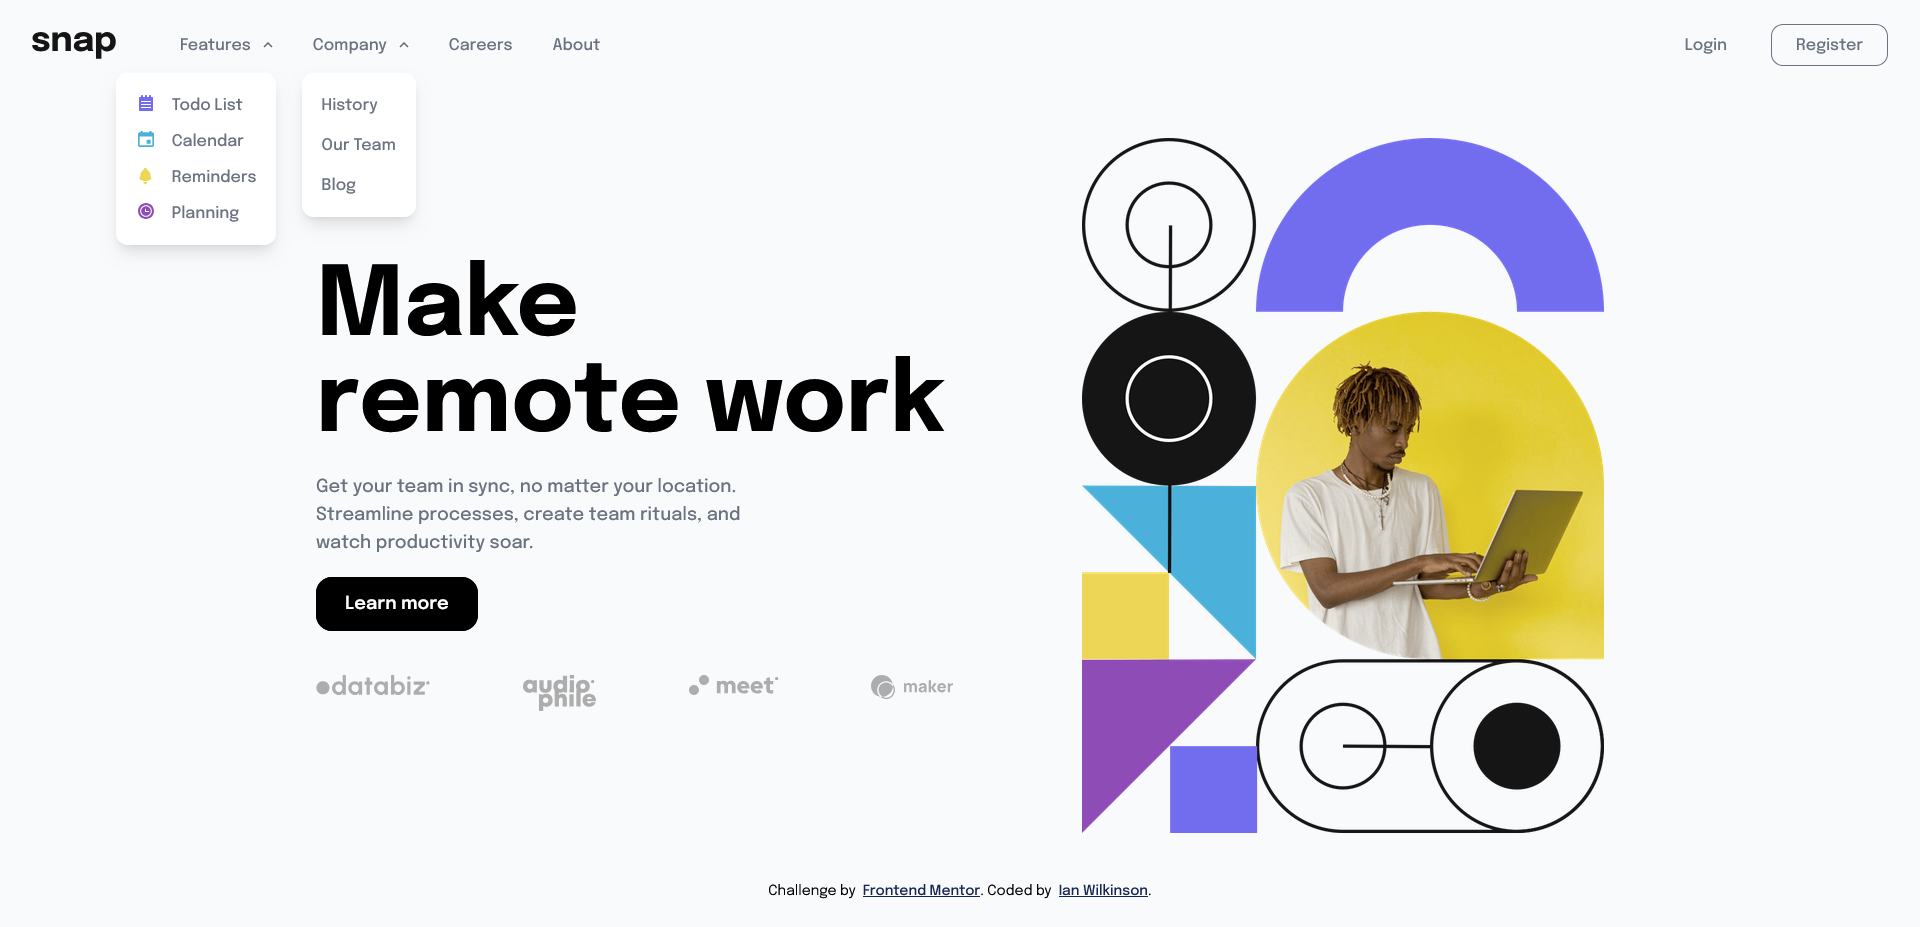 snap
Features
Company
Careers
About
Login
Register
Todo List
Calendar
Reminders
Planning
History
Our Team
Blog
Make
remote work
Get your team in sync, no matter your location.
Streamline processes, create team rituals, and
watch productivity soar.
Learn more
databiz
audio
phile
meet
maker
Challenge by Frontend Mentor. Coded by Ian Wilkinson.